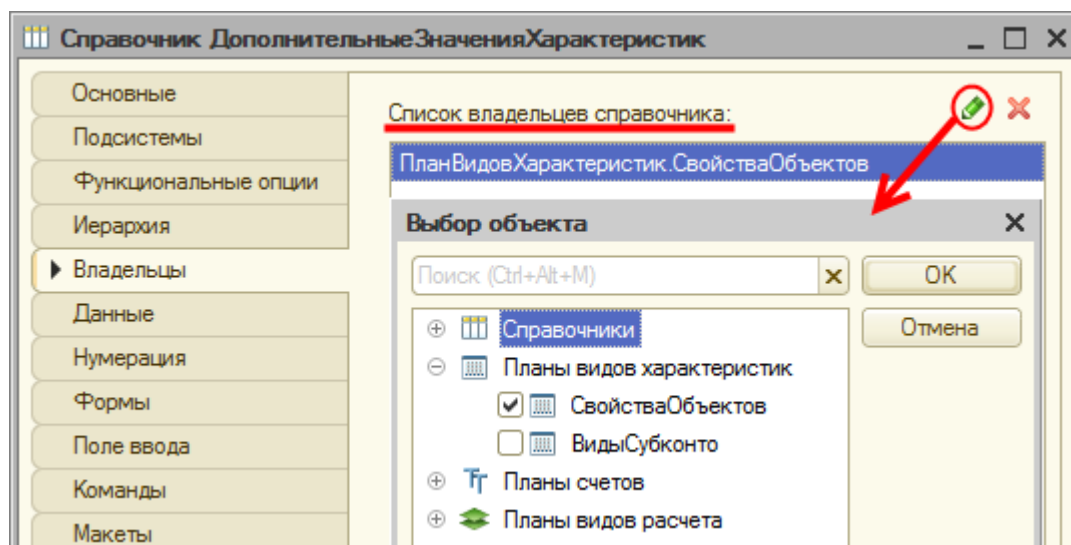 Справочник ДополнительныеЗначенияХарактеристик
Основные
Подсистемы
Функциональные опции
Иерархия
Владельцы
Данные
Нумерация
Формы
Поле ввода
Команды
Макеты
Список владельцев справочника:
ПланВидовХарактеристик.СвойстваОбъектов
Выбор объекта
Поиск (Ctrl+Alt+M)
OK
Отмена
Справочники
Планы видов характеристик
СвойстваОбъектов
ВидыСубконто
Планы счетов
Планы видов расчета